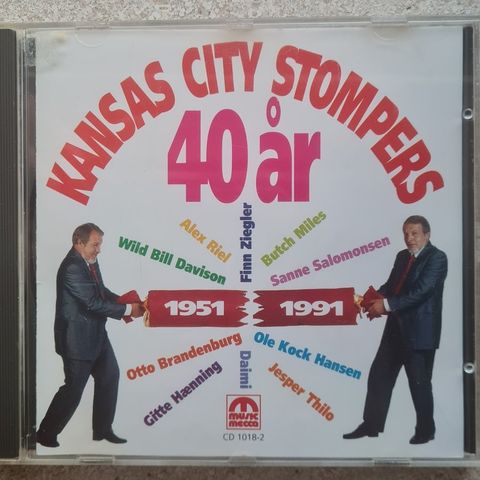 KANSAS CITY STOMPERS
40 år
Alex Riel
Wild Bill Davison
Finn Ziegler
Butch Miles
Sanne Salomonsen
1951 - 1991
Otto Brandenburg
Gitte Hænning
Daimi
Ole Kock Hansen
Jesper Thilo
m
music
mecca
CD 1018-2